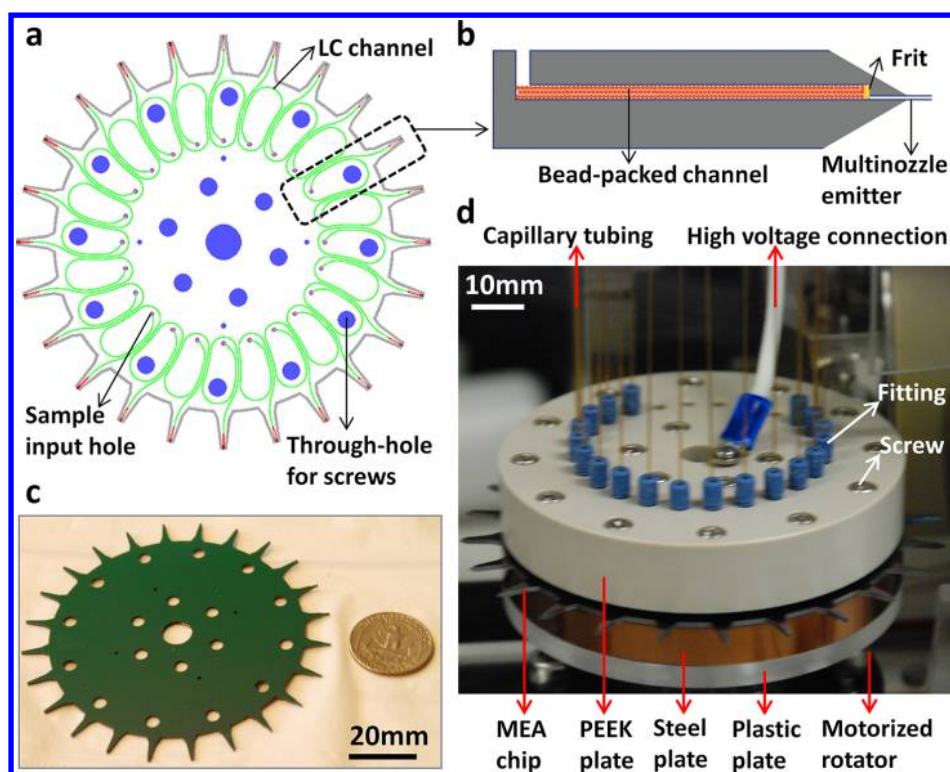 a
LC channel
Sample
input hole
Through-hole
for screws
b
Frit
Bead-packed channel
Multinozzle
emitter
c
20mm
d
Capillary tubing
High voltage connection
10mm
Fitting
Screw
MEA
chip
PEEK
plate
Steel
plate
Plastic
plate
Motorized
rotator